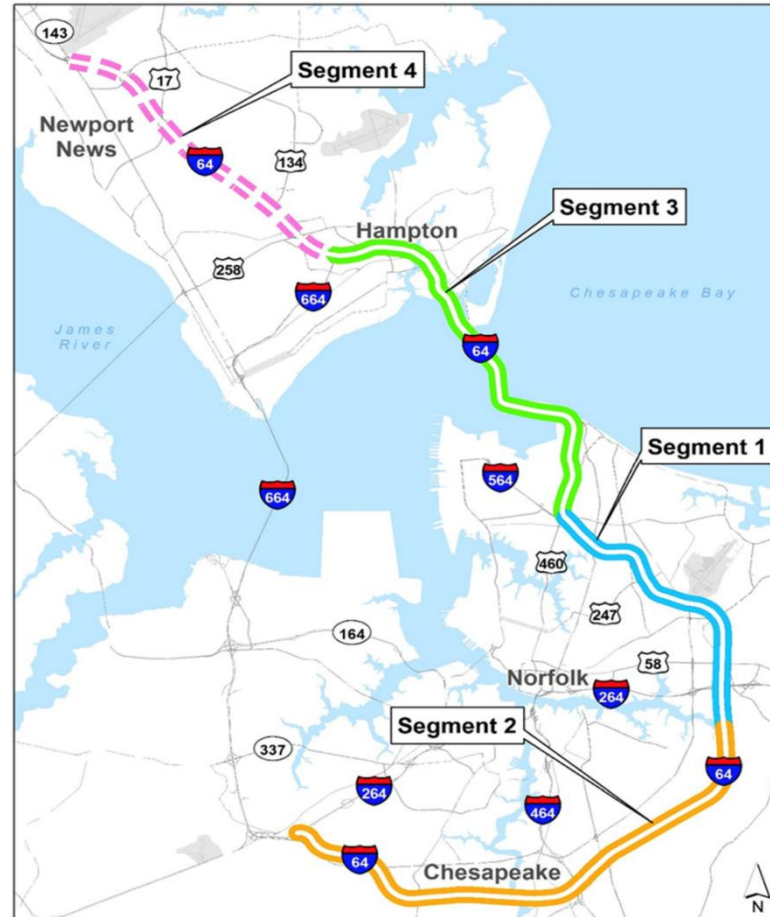 143
17
Segment 4
Newport
News
64
134
Segment 3
Hampton
258
664
Chesapeake Bay
James
River
64
Segment 1
564
664
460
247
164
58
Norfolk
264
Segment 2
337
64
264
464
64
Chesapeake
N